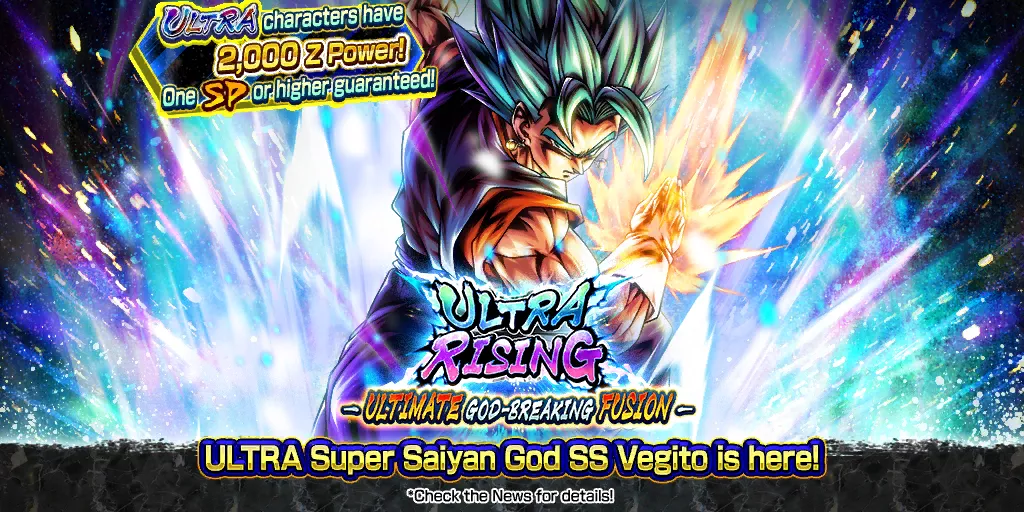 ULTRA characters have
2,000 Z Power!
One SP or higher guaranteed!
ULTRA
RISING
- ULTIMATE GOD-BREAKING FUSION -
ULTRA Super Saiyan God SS Vegito is here!
*Check the News for details!